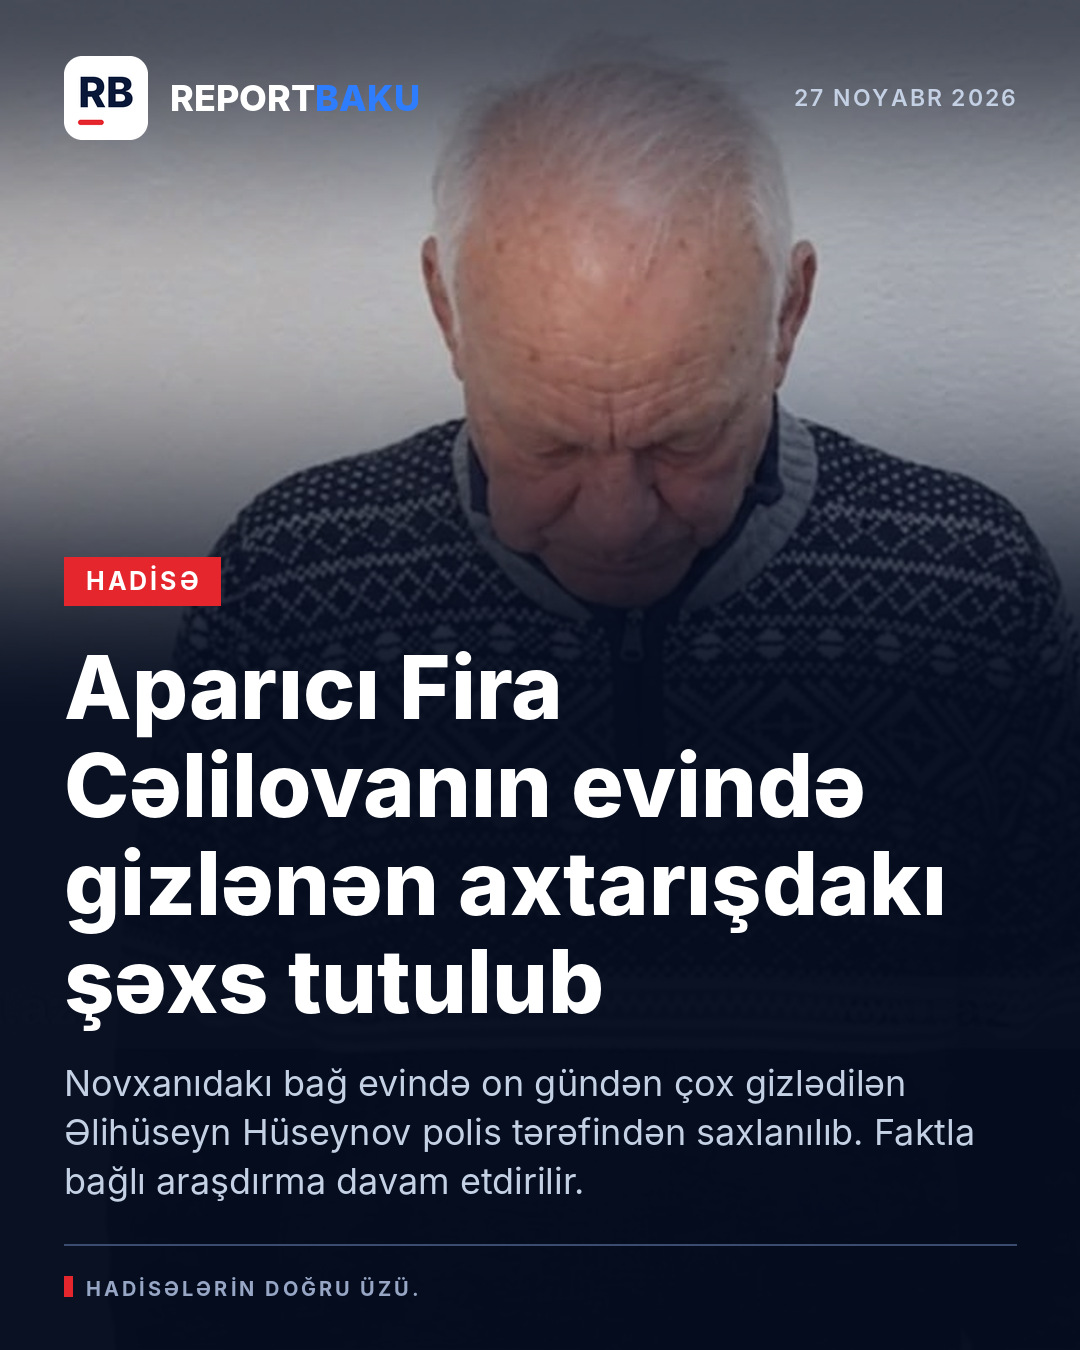 RB
REPORTBAKU
27 NOYABR 2026
HADİSƏ
Aparıcı Fira
Cəlilovanın evində
gizlənən axtarışdakı
şəxs tutulub
Novxanıdakı bağ evində on gündən çox gizlədilən
Əlihüseyn Hüseynov polis tərəfindən saxlanılıb. Faktla
bağlı araşdırma davam etdirilir.
HADİSƏLƏRİN DOĞRU ÜZÜ.